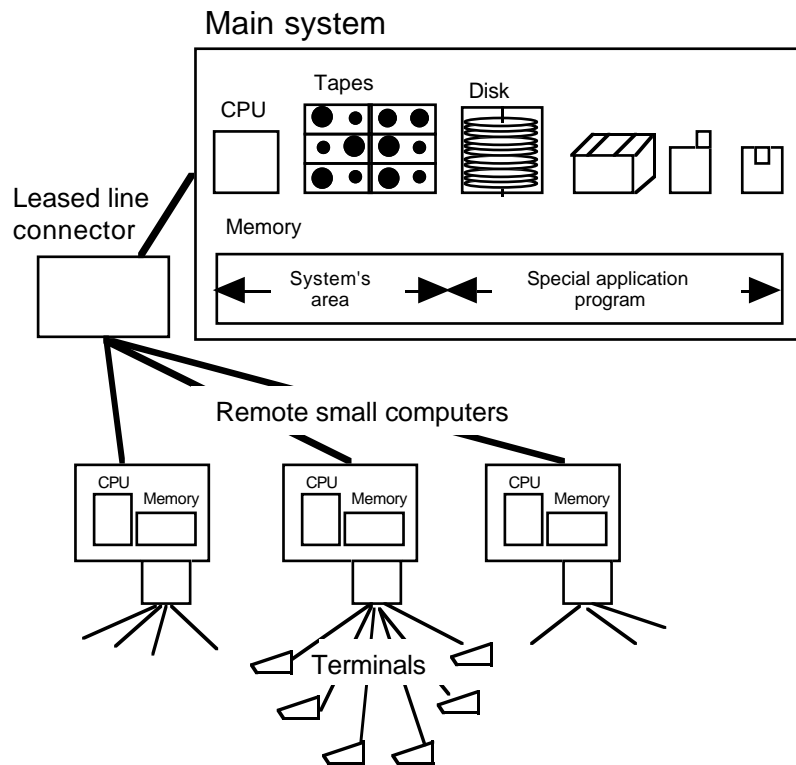 Main system
Tapes
Disk
CPU
Leased line
connector
Memory
System's
area
Special application
program
Remote small computers
CPU
Memory
CPU
Memory
CPU
Memory
Terminals